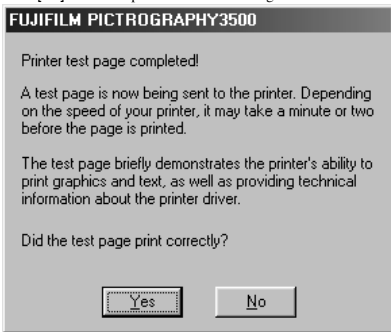 FUJIFILM PICTROGRAPHY3500
Printer test page completed!
A test page is now being sent to the printer. Depending
on the speed of your printer, it may take a minute or two
before the page is printed.
The test page briefly demonstrates the printer's ability to
print graphics and text, as well as providing technical
information about the printer driver.
Did the test page print correctly?
Yes No